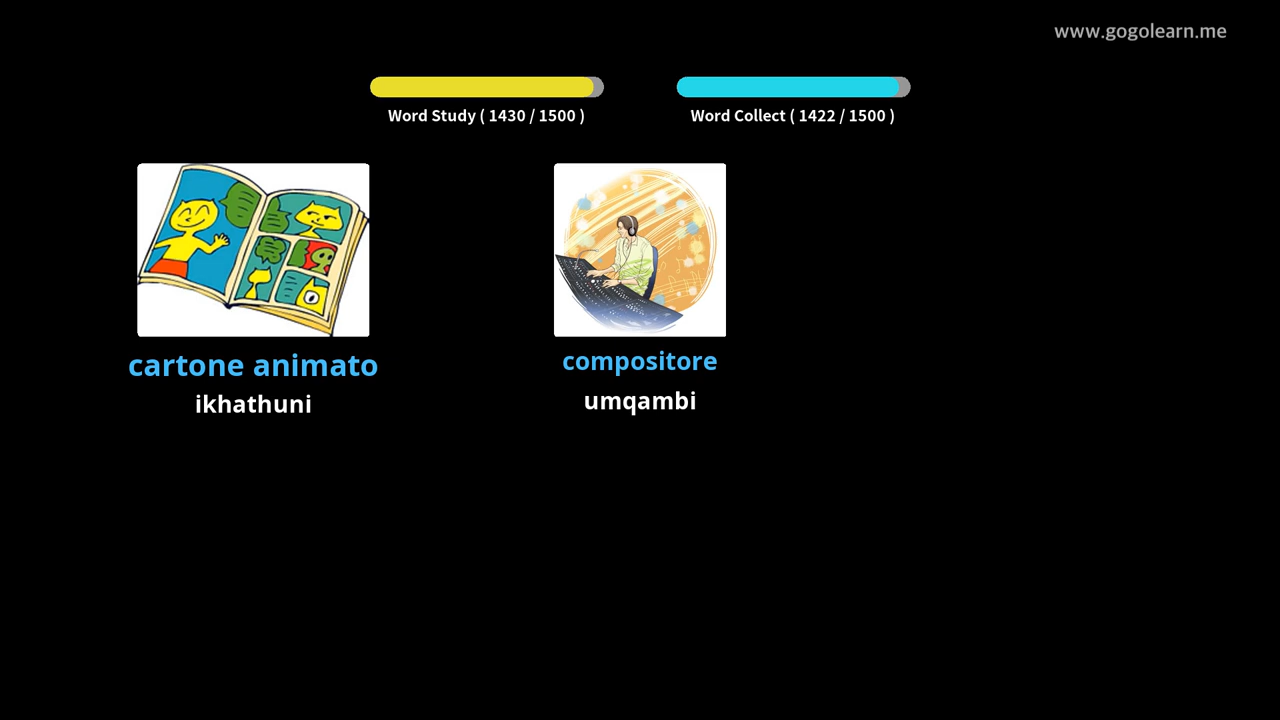 www.gogolearn.me
Word Study ( 1430 / 1500 )
Word Collect ( 1422 / 1500 )
cartone animato
ikhathuni
compositore
umqambi